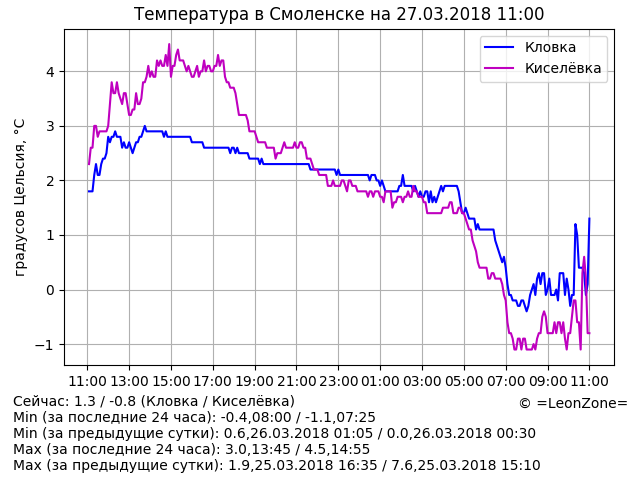 Температура в Смоленске на 27.03.2018 11:00
Кловка
Киселёвка
градусов Цельсия, °C
4
3
2
1
0
−1
11:00 13:00 15:00 17:00 19:00 21:00 23:00 01:00 03:00 05:00 07:00 09:00 11:00
Сейчас: 1.3 / -0.8 (Кловка / Киселёвка)
© =LeonZone=
Min (за последние 24 часа): -0.4,08:00 / -1.1,07:25
Min (за предыдущие сутки): 0.6,26.03.2018 01:05 / 0.0,26.03.2018 00:30
Max (за последние 24 часа): 3.0,13:45 / 4.5,14:55
Max (за предыдущие сутки): 1.9,25.03.2018 16:35 / 7.6,25.03.2018 15:10